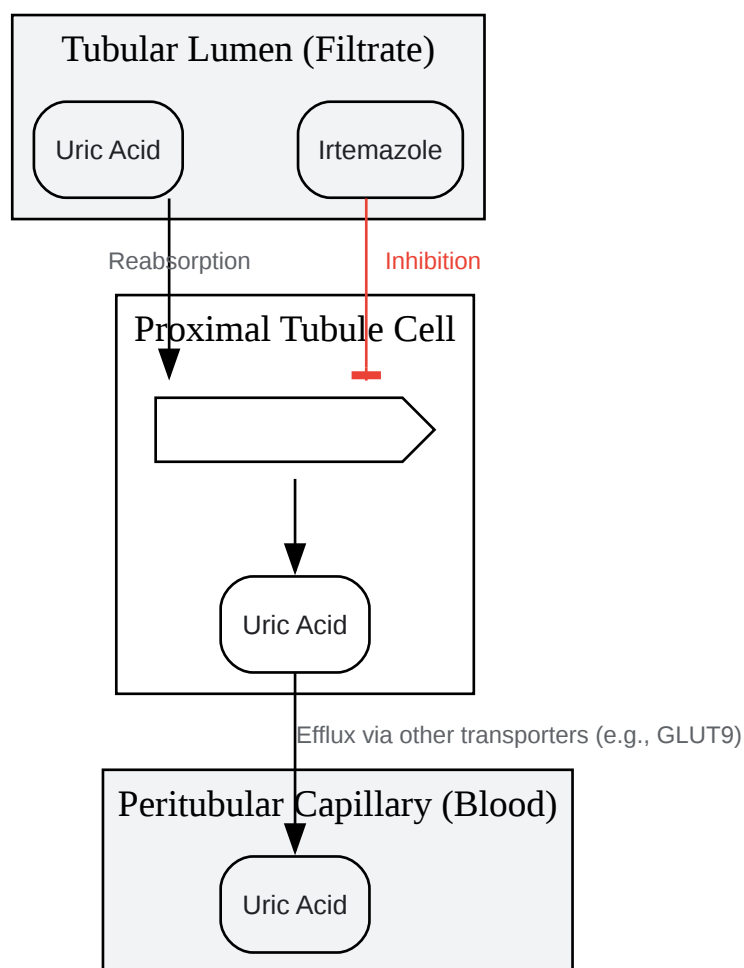 Tubular Lumen (Filtrate)
Uric Acid
Irtemazole
Reabsorption
Inhibition
Proximal Tubule Cell
Uric Acid
Efflux via other transporters (e.g., GLUT9)
Peritubular Capillary (Blood)
Uric Acid